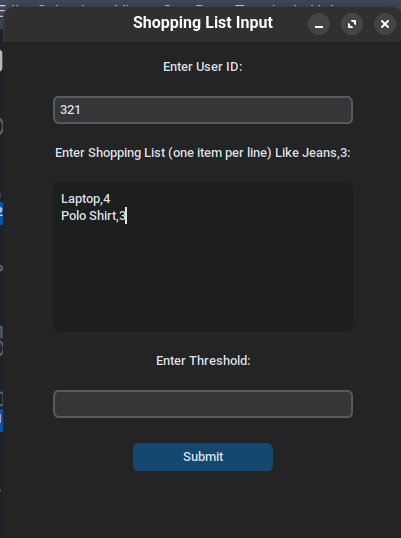 Shopping List Input
Enter User ID:
321
Enter Shopping List (one item per line) Like Jeans,3:
Laptop,4
Polo Shirt,3
Enter Threshold:
Submit